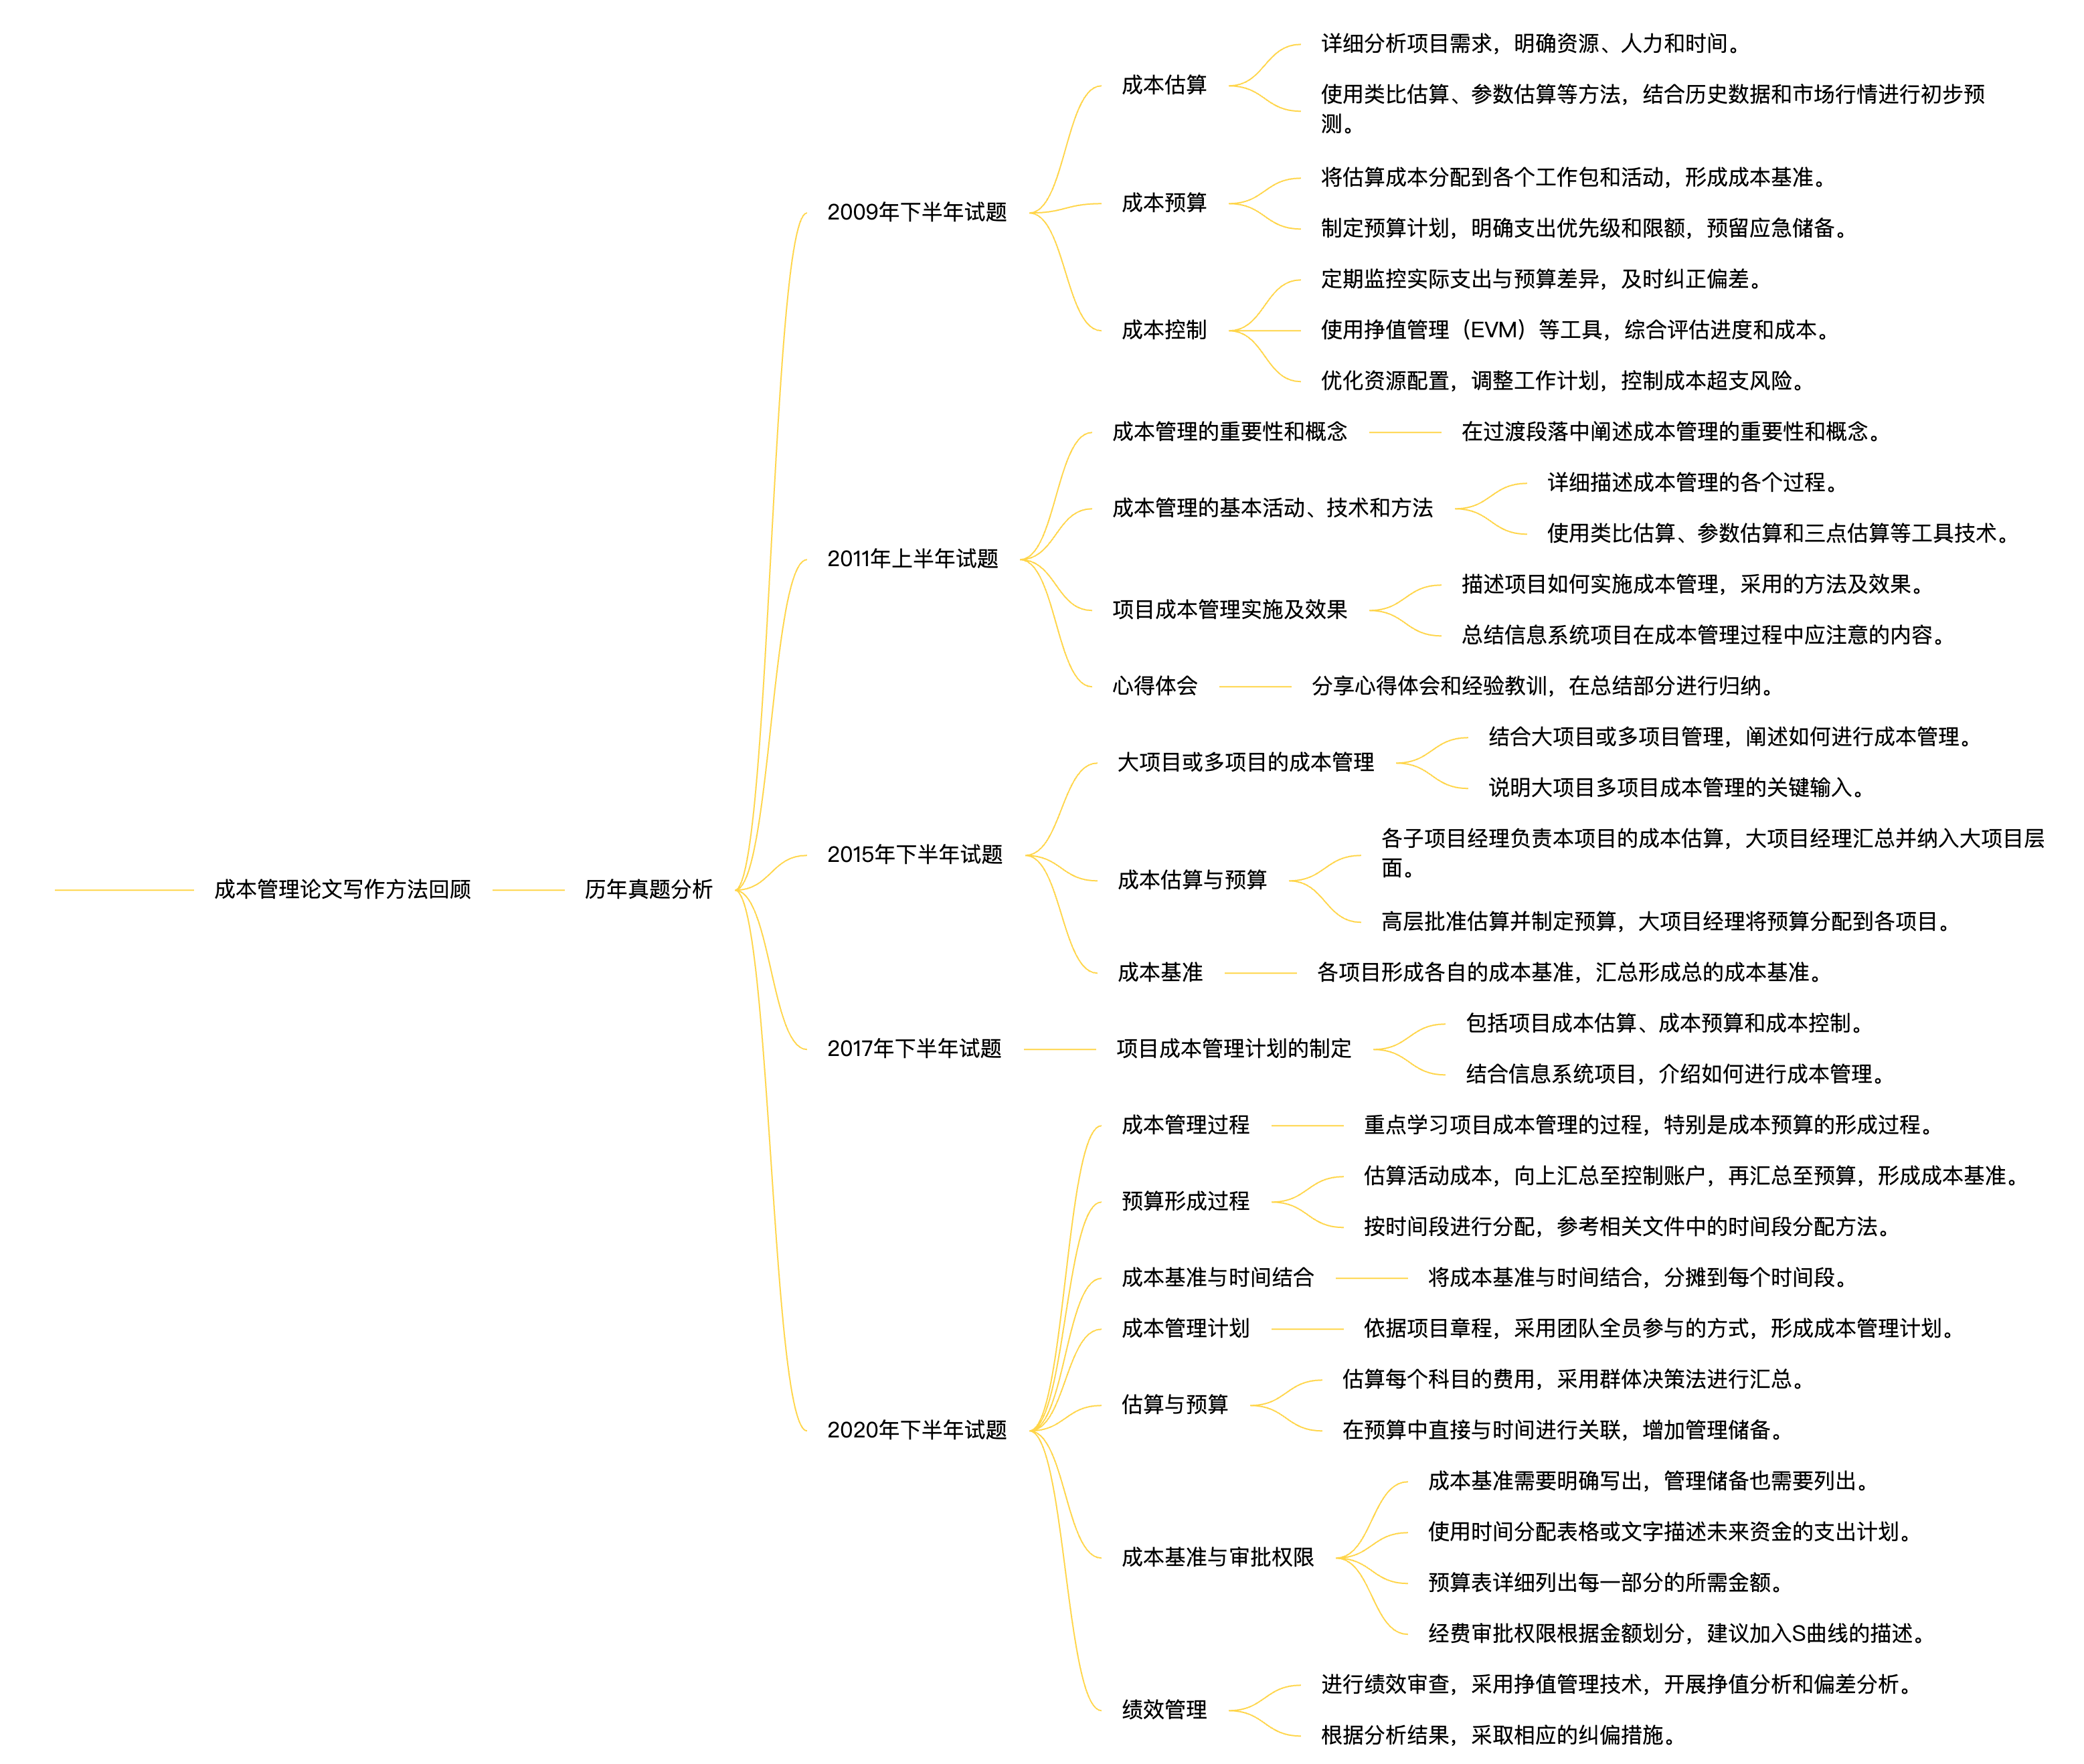 成本管理论文写作方法回顾
历年真题分析
2009年下半年试题
成本估算
详细分析项目需求，明确资源、人力和时间。
使用类比估算、参数估算等方法，结合历史数据和市场行情进行初步预
测。
成本预算
将估算成本分配到各个工作包和活动，形成成本基准。
制定预算计划，明确支出优先级和限额，预留应急储备。
成本控制
定期监控实际支出与预算差异，及时纠正偏差。
使用挣值管理（EVM）等工具，综合评估进度和成本。
优化资源配置，调整工作计划，控制成本超支风险。
2011年上半年试题
成本管理的重要性和概念
在过渡段落中阐述成本管理的重要性和概念。
成本管理的基本活动、技术和方法
详细描述成本管理的各个过程。
使用类比估算、参数估算和三点估算等工具技术。
项目成本管理实施及效果
描述项目如何实施成本管理，采用的方法及效果。
总结信息系统项目在成本管理过程中应注意的内容。
心得体会
分享心得体会和经验教训，在总结部分进行归纳。
2015年下半年试题
大项目或多项目的成本管理
结合大项目或多项目管理，阐述如何进行成本管理。
说明大项目多项目成本管理的关键输入。
成本估算与预算
各子项目经理负责本项目的成本估算，大项目经理汇总并纳入大项目层
面。
高层批准估算并制定预算，大项目经理将预算分配到各项目。
成本基准
各项目形成各自的成本基准，汇总形成总的成本基准。
2017年下半年试题
项目成本管理计划的制定
包括项目成本估算、成本预算和成本控制。
结合信息系统项目，介绍如何进行成本管理。
2020年下半年试题
成本管理过程
重点学习项目成本管理的过程，特别是成本预算的形成过程。
预算形成过程
估算活动成本，向上汇总至控制账户，再汇总至预算，形成成本基准。
按时间段进行分配，参考相关文件中的时间段分配方法。
成本基准与时间结合
将成本基准与时间结合，分摊到每个时间段。
成本管理计划
依据项目章程，采用团队全员参与的方式，形成成本管理计划。
估算与预算
估算每个科目的费用，采用群体决策法进行汇总。
在预算中直接与时间进行关联，增加管理储备。
成本基准与审批权限
成本基准需要明确写出，管理储备也需要列出。
使用时间分配表格或文字描述未来资金的支出计划。
预算表详细列出每一部分的所需金额。
经费审批权限根据金额划分，建议加入S曲线的描述。
绩效管理
进行绩效审查，采用挣值管理技术，开展挣值分析和偏差分析。
根据分析结果，采取相应的纠偏措施。